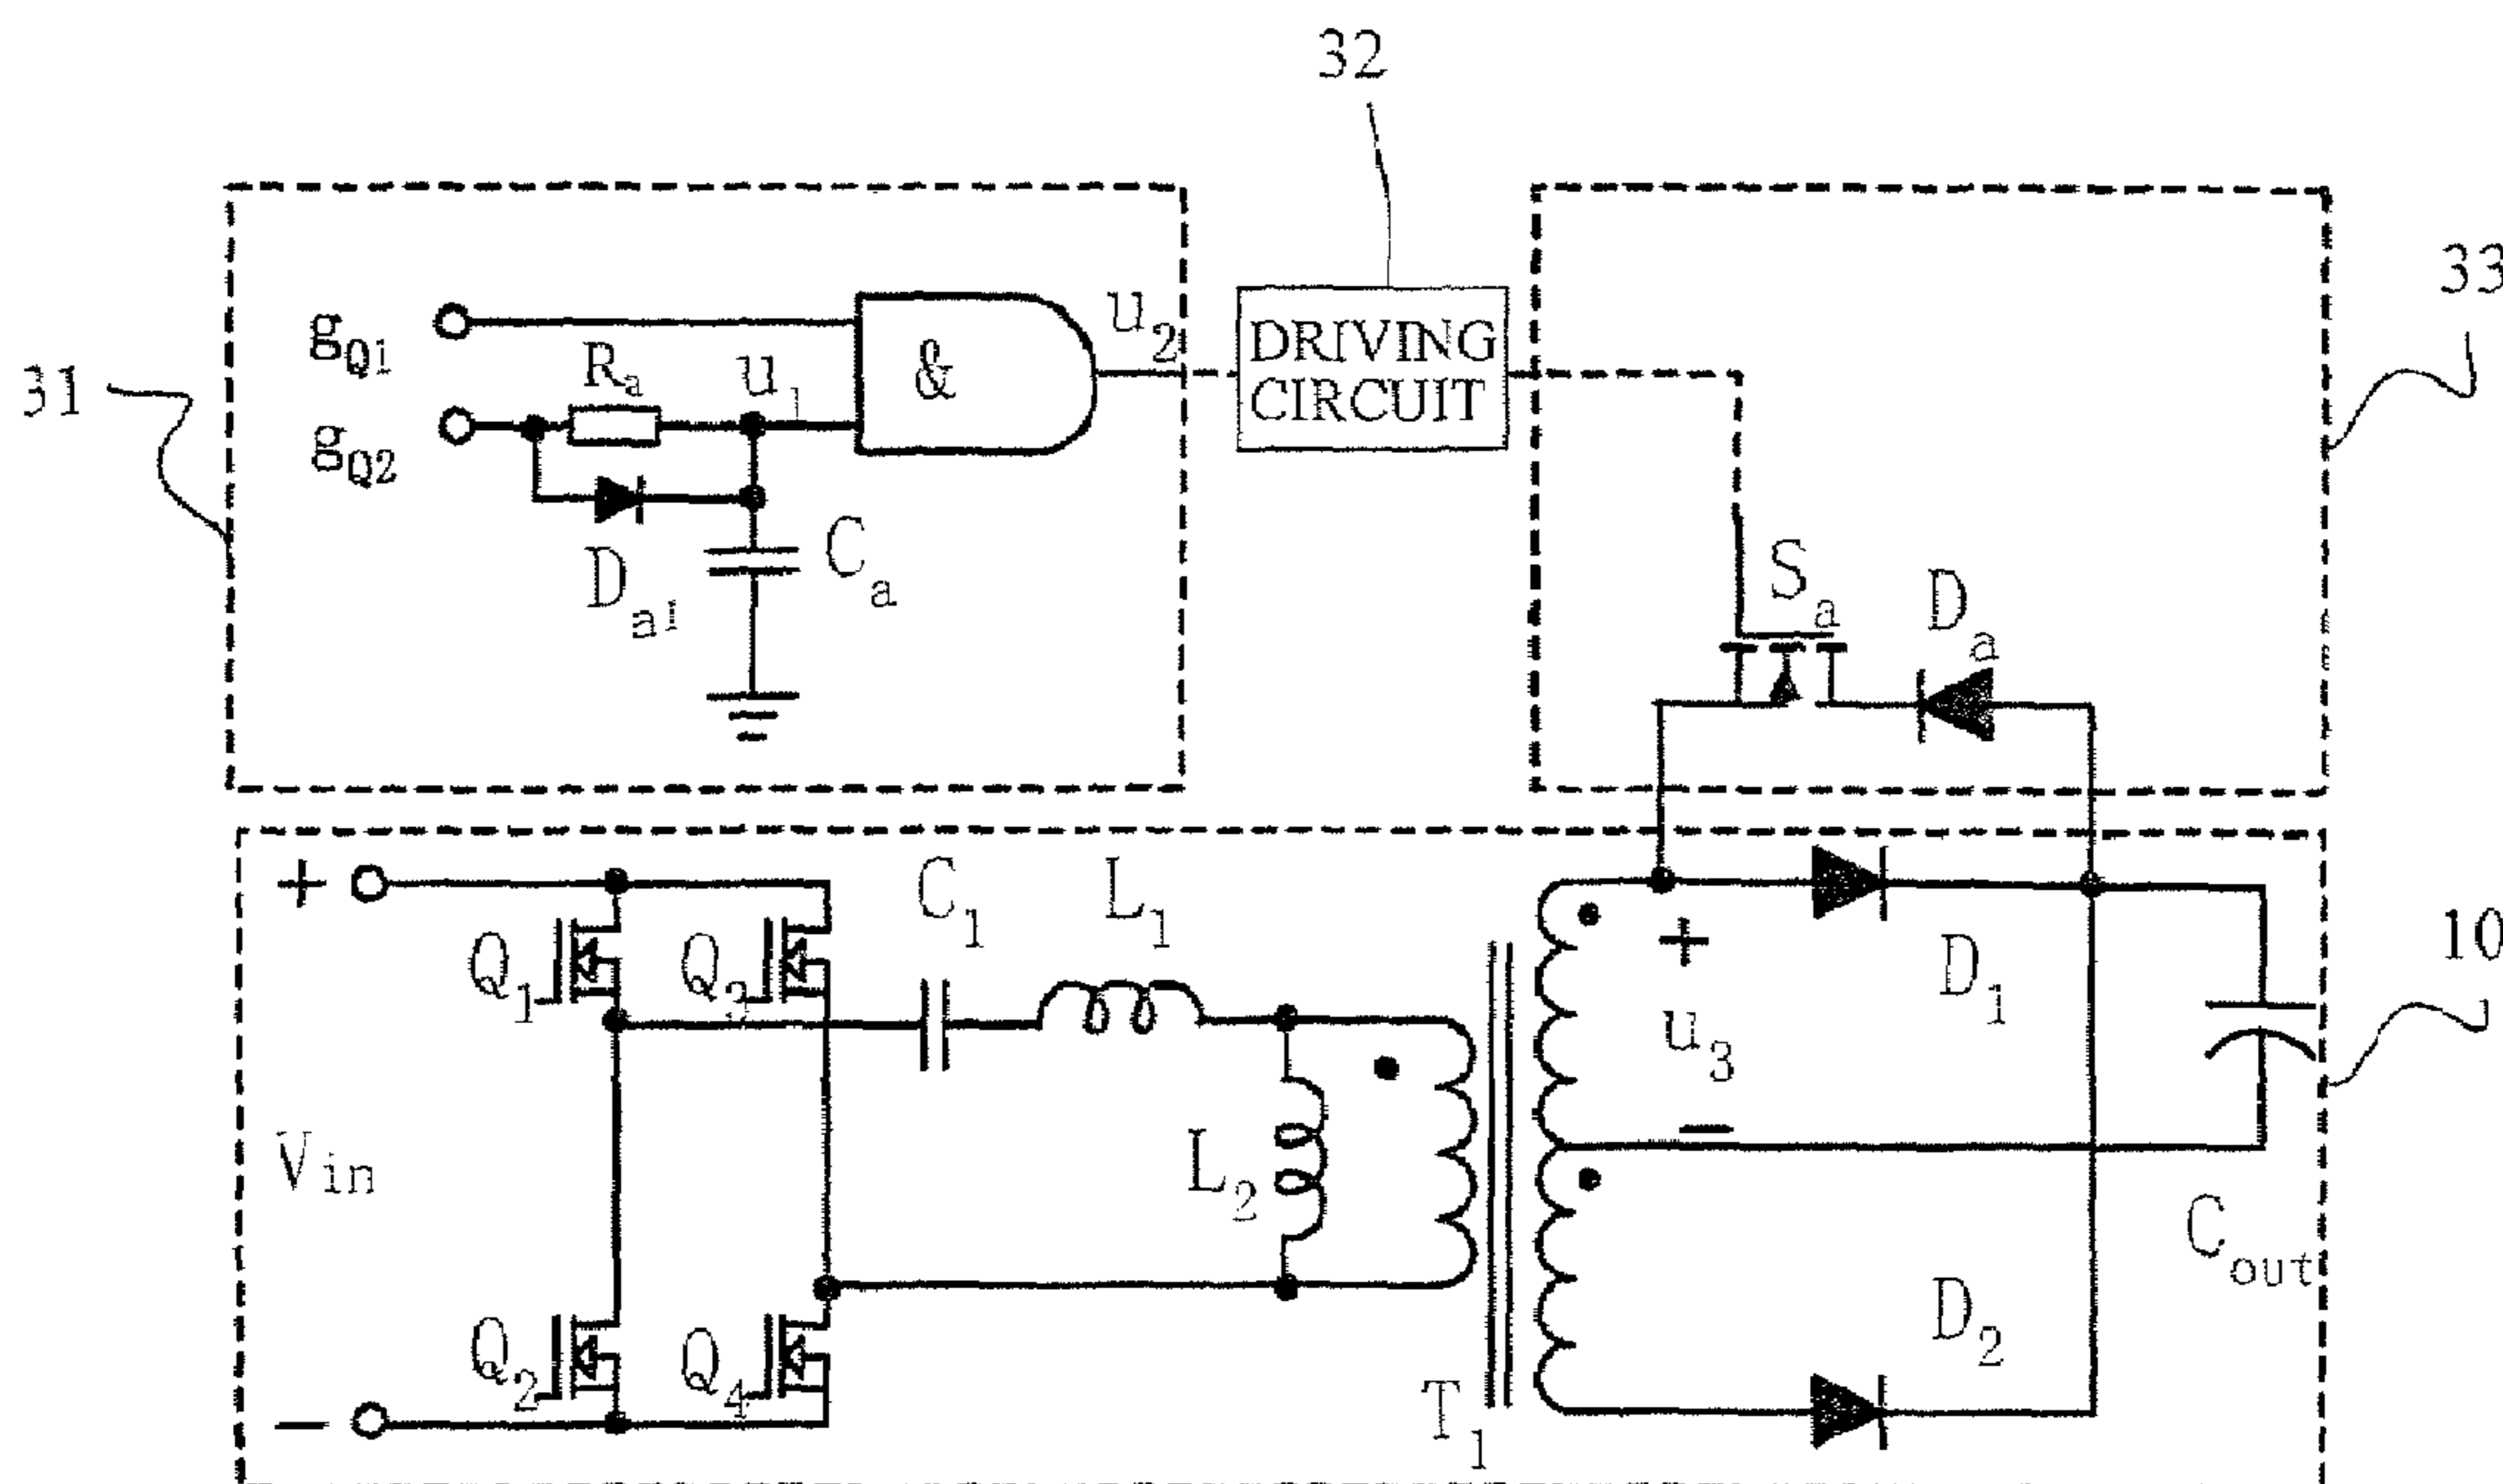 32
33
31
g_Q1
g_Q2
R_a
u_1
&
u_2
DRIVING
CIRCUIT
D_a1
C_a
S_a
D_a
+
C_1
L_1
Q_1
Q_3
+
D_1
10
u_3
V_in
L_2
−
C_out
Q_2
Q_4
D_2
−
T_1